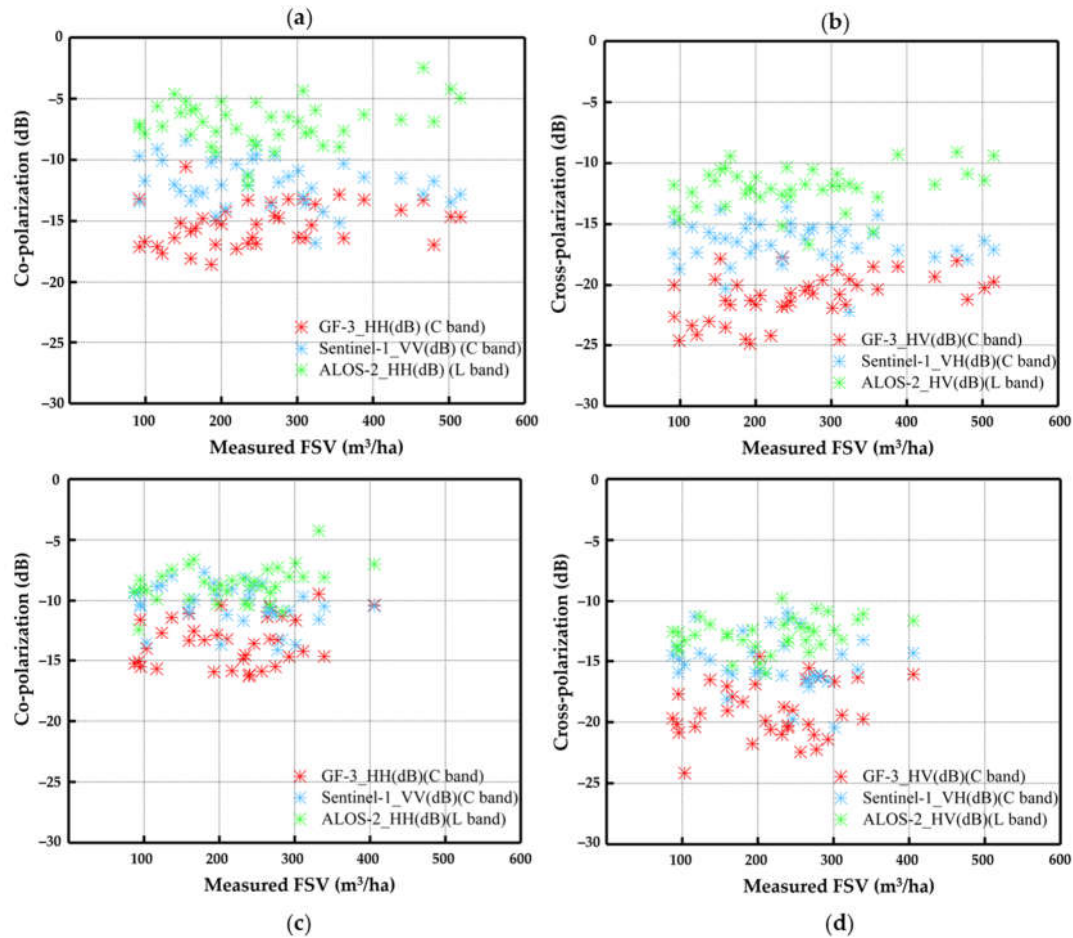 (a)
0
−5
−10
−15
−20
−25
−30
Co-polarization (dB)
GF-3_HH(dB) (C band)
Sentinel-1_VV(dB) (C band)
ALOS-2_HH(dB) (L band)
0 100 200 300 400 500 600
Measured FSV (m³/ha)
(b)
0
−5
−10
−15
−20
−25
−30
Cross-polarization (dB)
GF-3_HV(dB)(C band)
Sentinel-1_VH(dB)(C band)
ALOS-2_HV(dB)(L band)
100 200 300 400 500 600
Measured FSV (m³/ha)
0
−5
−10
−15
−20
−25
−30
Co-polarization (dB)
GF-3_HH(dB)(C band)
Sentinel-1_VV(dB)(C band)
ALOS-2_HH(dB)(L band)
0 100 200 300 400 500 600
Measured FSV (m³/ha)
(c)
0
−5
−10
−15
−20
−25
−30
Cross-polarization (dB)
GF-3_HV(dB)(C band)
Sentinel-1_VH(dB)(C band)
ALOS-2_HV(dB)(L band)
100 200 300 400 500 600
Measured FSV (m³/ha)
(d)